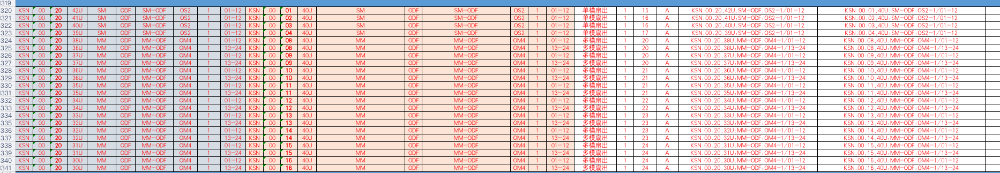 1319
1320 KSN 00 20 42U SM ODF SM-ODF OS2 1 01-12 KSN 00 01 40U SM ODF SM-ODF OS2 1 01-12 单模扇出 1 15 A KSN.00.20,42U:SM-ODF:OS2-1/01-12 KSN.00.01,40U:SM-ODF:OS2-1/01-12
1321 KSN 00 20 41U SM ODF SM-ODF OS2 1 01-12 KSN 00 02 40U SM ODF SM-ODF OS2 1 01-12 单模扇出 1 16 A KSN.00.20,41U:SM-ODF:OS2-1/01-12 KSN.00.02,40U:SM-ODF:OS2-1/01-12
1322 KSN 00 20 40U SM ODF SM-ODF OS2 1 01-12 KSN 00 03 40U SM ODF SM-ODF OS2 1 01-12 单模扇出 1 16 A KSN.00.20,40U:SM-ODF:OS2-1/01-12 KSN.00.03,40U:SM-ODF:OS2-1/01-12
1323 KSN 00 20 39U SM ODF SM-ODF OS2 1 01-12 KSN 00 04 40U SM ODF SM-ODF OS2 1 01-12 单模扇出 1 17 A KSN.00.20,39U:SM-ODF:OS2-1/01-12 KSN.00.04,40U:SM-ODF:OS2-1/01-12
1324 KSN 00 20 38U MM ODF MM-ODF OM4 1 01-12 KSN 00 08 40U MM ODF MM-ODF OM4 1 01-12 多模扇出 1 20 A KSN.00.20,38U:MM-ODF:OM4-1/01-12 KSN.00.08,40U:MM-ODF:OM4-1/01-12
1325 KSN 00 20 38U MM ODF MM-ODF OM4 1 13-24 KSN 00 08 40U MM ODF MM-ODF OM4 1 13-24 多模扇出 1 20 A KSN.00.20,38U:MM-ODF:OM4-1/13-24 KSN.00.08,40U:MM-ODF:OM4-1/13-24
1326 KSN 00 20 37U MM ODF MM-ODF OM4 1 01-12 KSN 00 09 40U MM ODF MM-ODF OM4 1 01-12 多模扇出 1 20 A KSN.00.20,37U:MM-ODF:OM4-1/01-12 KSN.00.09,40U:MM-ODF:OM4-1/01-12
1327 KSN 00 20 37U MM ODF MM-ODF OM4 1 13-24 KSN 00 09 40U MM ODF MM-ODF OM4 1 13-24 多模扇出 1 20 A KSN.00.20,37U:MM-ODF:OM4-1/13-24 KSN.00.09,40U:MM-ODF:OM4-1/13-24
1328 KSN 00 20 36U MM ODF MM-ODF OM4 1 01-12 KSN 00 10 40U MM ODF MM-ODF OM4 1 01-12 多模扇出 1 21 A KSN.00.20,36U:MM-ODF:OM4-1/01-12 KSN.00.10,40U:MM-ODF:OM4-1/01-12
1329 KSN 00 20 36U MM ODF MM-ODF OM4 1 13-24 KSN 00 10 40U MM ODF MM-ODF OM4 1 13-24 多模扇出 1 21 A KSN.00.20,36U:MM-ODF:OM4-1/13-24 KSN.00.10,40U:MM-ODF:OM4-1/13-24
1330 KSN 00 20 35U MM ODF MM-ODF OM4 1 01-12 KSN 00 11 40U MM ODF MM-ODF OM4 1 01-12 多模扇出 1 21 A KSN.00.20,35U:MM-ODF:OM4-1/01-12 KSN.00.11,40U:MM-ODF:OM4-1/01-12
1331 KSN 00 20 35U MM ODF MM-ODF OM4 1 13-24 KSN 00 11 40U MM ODF MM-ODF OM4 1 13-24 多模扇出 1 21 A KSN.00.20,35U:MM-ODF:OM4-1/13-24 KSN.00.11,40U:MM-ODF:OM4-1/13-24
1332 KSN 00 20 34U MM ODF MM-ODF OM4 1 01-12 KSN 00 12 40U MM ODF MM-ODF OM4 1 01-12 多模扇出 1 22 A KSN.00.20,34U:MM-ODF:OM4-1/01-12 KSN.00.12,40U:MM-ODF:OM4-1/01-12
1333 KSN 00 20 34U MM ODF MM-ODF OM4 1 13-24 KSN 00 12 40U MM ODF MM-ODF OM4 1 13-24 多模扇出 1 22 A KSN.00.20,34U:MM-ODF:OM4-1/13-24 KSN.00.12,40U:MM-ODF:OM4-1/13-24
1334 KSN 00 20 33U MM ODF MM-ODF OM4 1 01-12 KSN 00 13 40U MM ODF MM-ODF OM4 1 01-12 多模扇出 1 23 A KSN.00.20,33U:MM-ODF:OM4-1/01-12 KSN.00.13,40U:MM-ODF:OM4-1/01-12
1335 KSN 00 20 33U MM ODF MM-ODF OM4 1 13-24 KSN 00 13 40U MM ODF MM-ODF OM4 1 13-24 多模扇出 1 23 A KSN.00.20,33U:MM-ODF:OM4-1/13-24 KSN.00.13,40U:MM-ODF:OM4-1/13-24
1336 KSN 00 20 32U MM ODF MM-ODF OM4 1 01-12 KSN 00 14 40U MM ODF MM-ODF OM4 1 01-12 多模扇出 1 23 A KSN.00.20,32U:MM-ODF:OM4-1/01-12 KSN.00.14,40U:MM-ODF:OM4-1/01-12
1337 KSN 00 20 32U MM ODF MM-ODF OM4 1 13-24 KSN 00 14 40U MM ODF MM-ODF OM4 1 13-24 多模扇出 1 23 A KSN.00.20,32U:MM-ODF:OM4-1/13-24 KSN.00.14,40U:MM-ODF:OM4-1/13-24
1338 KSN 00 20 31U MM ODF MM-ODF OM4 1 01-12 KSN 00 15 40U MM ODF MM-ODF OM4 1 01-12 多模扇出 1 24 A KSN.00.20,31U:MM-ODF:OM4-1/01-12 KSN.00.15,40U:MM-ODF:OM4-1/01-12
1339 KSN 00 20 31U MM ODF MM-ODF OM4 1 13-24 KSN 00 15 40U MM ODF MM-ODF OM4 1 13-24 多模扇出 1 24 A KSN.00.20,31U:MM-ODF:OM4-1/13-24 KSN.00.15,40U:MM-ODF:OM4-1/13-24
1340 KSN 00 20 30U MM ODF MM-ODF OM4 1 01-12 KSN 00 16 40U MM ODF MM-ODF OM4 1 01-12 多模扇出 1 24 A KSN.00.20,30U:MM-ODF:OM4-1/01-12 KSN.00.16,40U:MM-ODF:OM4-1/01-12
1341 KSN 00 20 30U MM ODF MM-ODF OM4 1 13-24 KSN 00 16 40U MM ODF MM-ODF OM4 1 13-24 多模扇出 1 24 A KSN.00.20,30U:MM-ODF:OM4-1/13-24 KSN.00.16,40U:MM-ODF:OM4-1/13-24